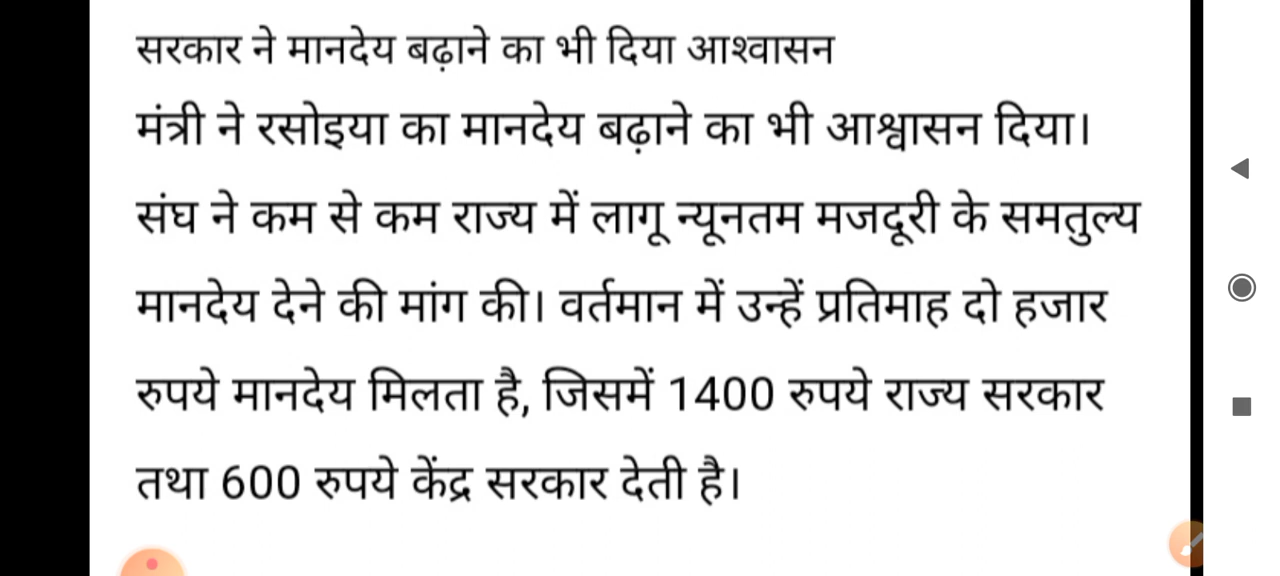 सरकार ने मानदेय बढ़ाने का भी दिया आश्वासन
मंत्री ने रसोइया का मानदेय बढ़ाने का भी आश्वासन दिया।
संघ ने कम से कम राज्य में लागू न्यूनतम मजदूरी के समतुल्य
मानदेय देने की मांग की। वर्तमान में उन्हें प्रतिमाह दो हजार
रुपये मानदेय मिलता है, जिसमें 1400 रुपये राज्य सरकार
तथा 600 रुपये केंद्र सरकार देती है।